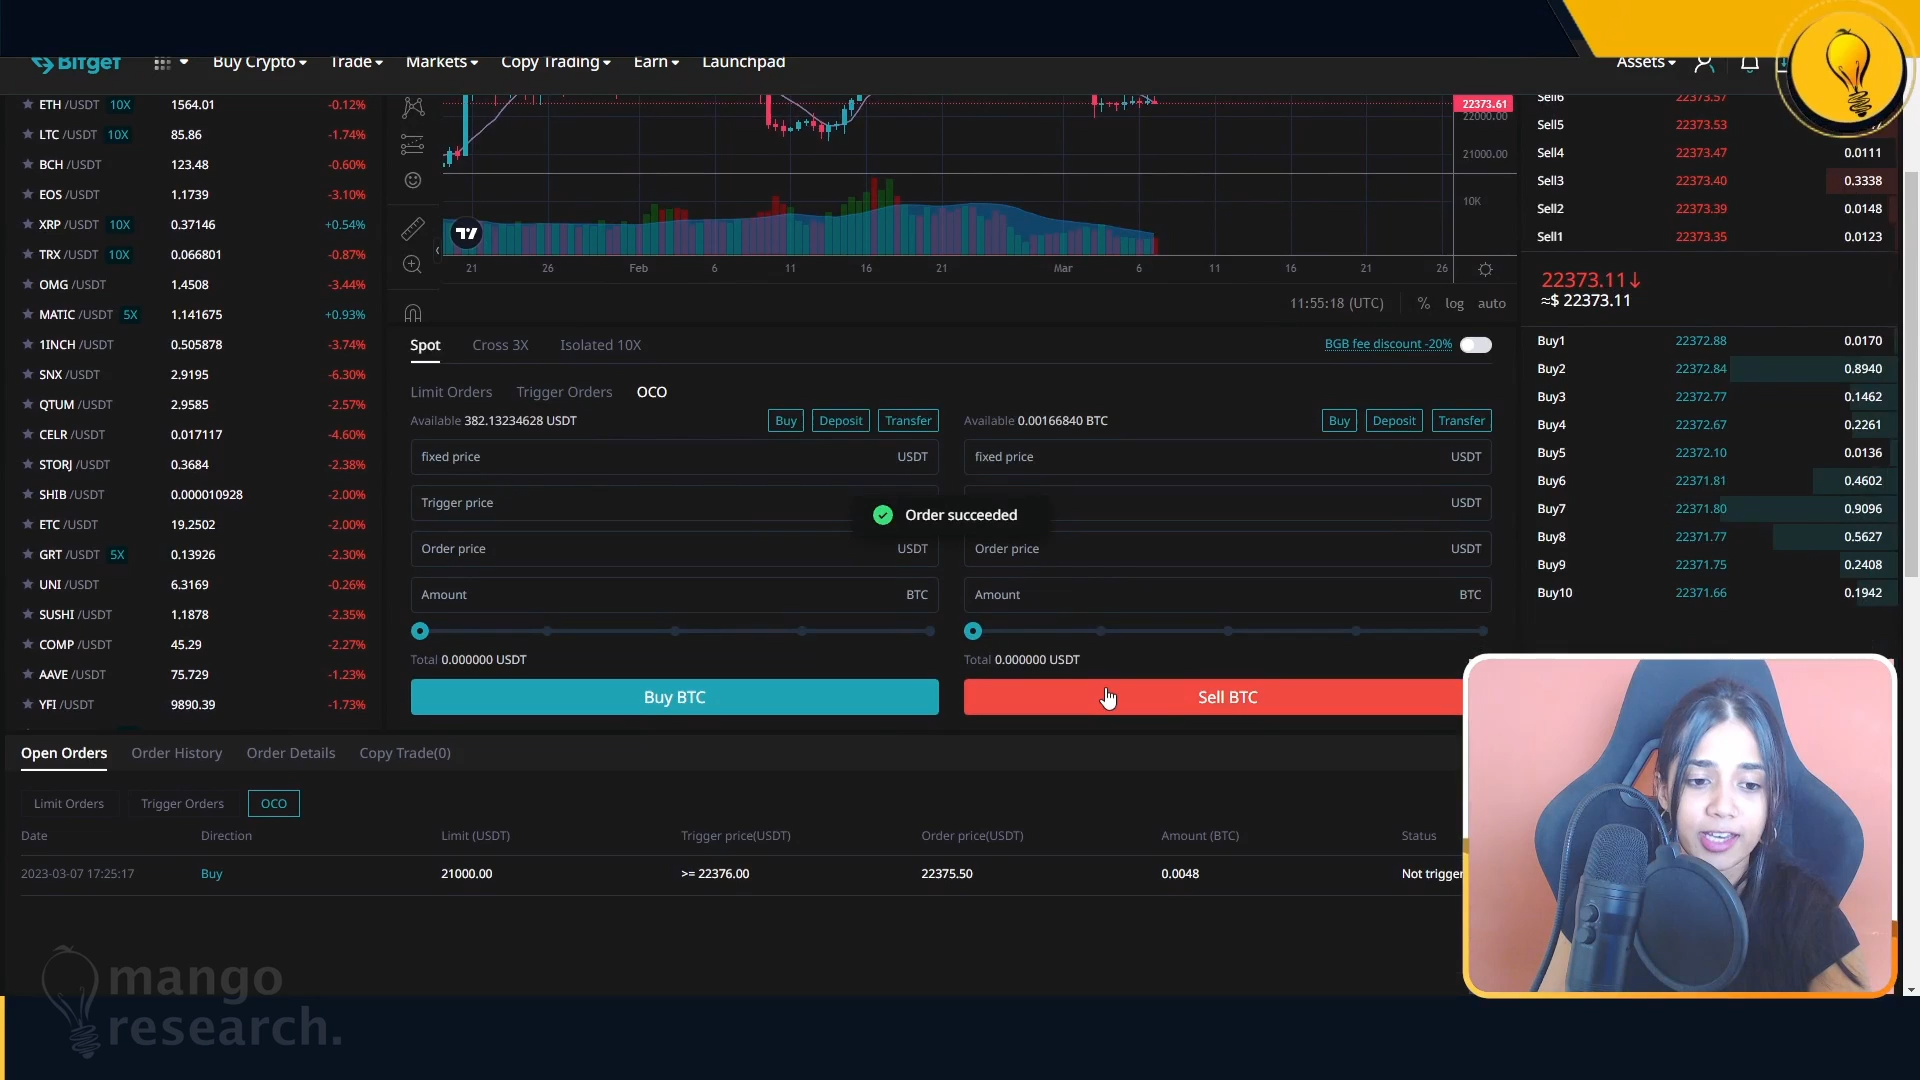 Bitget
Buy Crypto Trade Markets Copy Trading Earn Launchpad Assets
ETH /USDT 10X 1564.01 -0.12%
LTC /USDT 10X 85.86 -1.74%
BCH /USDT 123.48 -0.60%
EOS /USDT 1.1739 -3.10%
XRP /USDT 10X 0.37146 +0.54%
TRX /USDT 10X 0.066801 -0.87%
OMG /USDT 1.4508 -3.44%
MATIC /USDT 5X 1.141675 +0.93%
1INCH /USDT 0.505878 -3.74%
SNX /USDT 2.9195 -6.30%
QTUM /USDT 2.9585 -2.57%
CELR /USDT 0.017117 -4.60%
STORJ /USDT 0.3684 -2.38%
SHIB /USDT 0.000010928 -2.00%
ETC /USDT 19.2502 -2.00%
GRT /USDT 5X 0.13926 -2.30%
UNI /USDT 6.3169 -0.26%
SUSHI /USDT 1.1878 -2.35%
COMP /USDT 45.29 -2.27%
AAVE /USDT 75.729 -1.23%
YFI /USDT 9890.39 -1.73%
22373.61
22000.00
21000.00
10K
21 26 Feb 6 11 16 21 Mar 6 11 16 21 26
11:55:18 (UTC) % log auto
Spot Cross 3X Isolated 10X BGB fee discount -20%
Limit Orders Trigger Orders OCO
Available 382.13234628 USDT Buy Deposit Transfer
fixed price USDT
Trigger price
Order price USDT
Amount BTC
Total 0.000000 USDT
Buy BTC
Available 0.00166840 BTC Buy Deposit Transfer
fixed price USDT
USDT
Order price USDT
Amount BTC
Total 0.000000 USDT
Sell BTC
Order succeeded
Sell6 22373.57
Sell5 22373.53
Sell4 22373.47 0.0111
Sell3 22373.40 0.3338
Sell2 22373.39 0.0148
Sell1 22373.35 0.0123
22373.11↓
≈$ 22373.11
Buy1 22372.88 0.0170
Buy2 22372.84 0.8940
Buy3 22372.77 0.1462
Buy4 22372.67 0.2261
Buy5 22372.10 0.0136
Buy6 22371.81 0.4602
Buy7 22371.80 0.9096
Buy8 22371.77 0.5627
Buy9 22371.75 0.2408
Buy10 22371.66 0.1942
Open Orders Order History Order Details Copy Trade(0)
Limit Orders Trigger Orders OCO
Date Direction Limit (USDT) Trigger price(USDT) Order price(USDT) Amount (BTC) Status
2023-03-07 17:25:17 Buy 21000.00 >= 22376.00 22375.50 0.0048 Not trigger
mango
research.